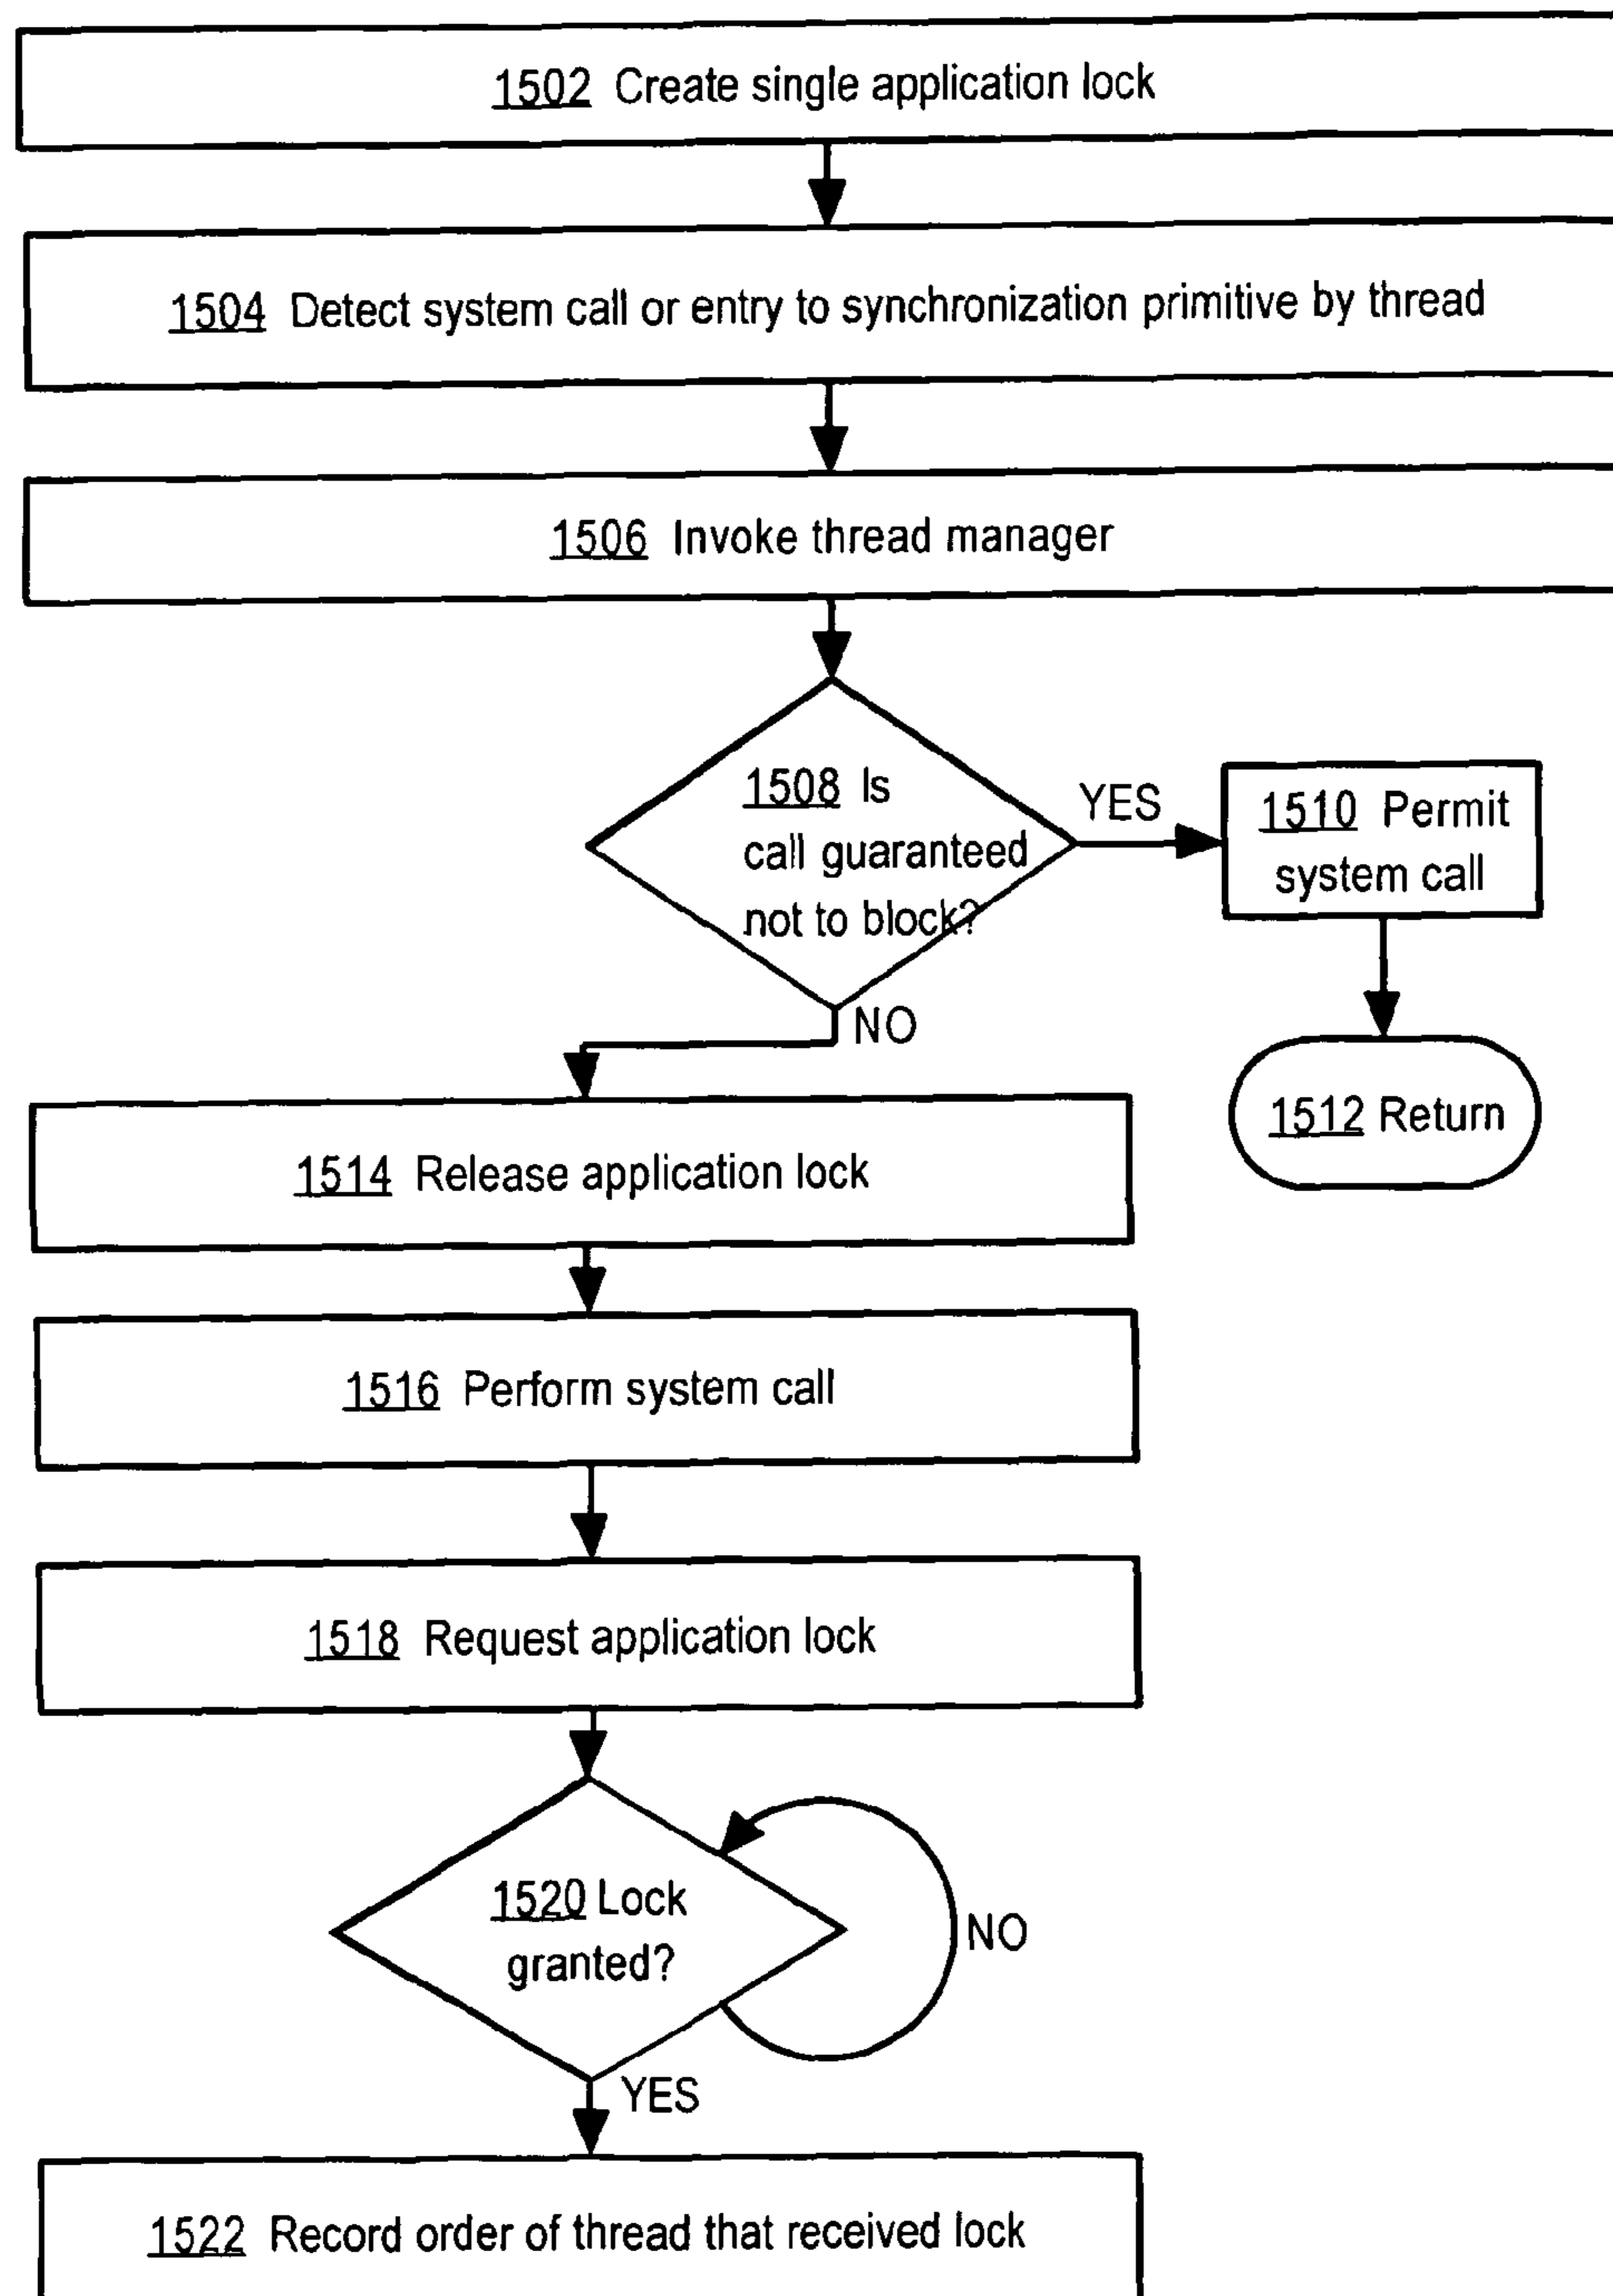 1502 Create single application lock
1504 Detect system call or entry to synchronization primitive by thread
1506 Invoke thread manager
1508 Is
call guaranteed
not to block?
YES
1510 Permit
system call
NO
1512 Return
1514 Release application lock
1516 Perform system call
1518 Request application lock
1520 Lock
granted?
NO
YES
1522 Record order of thread that received lock